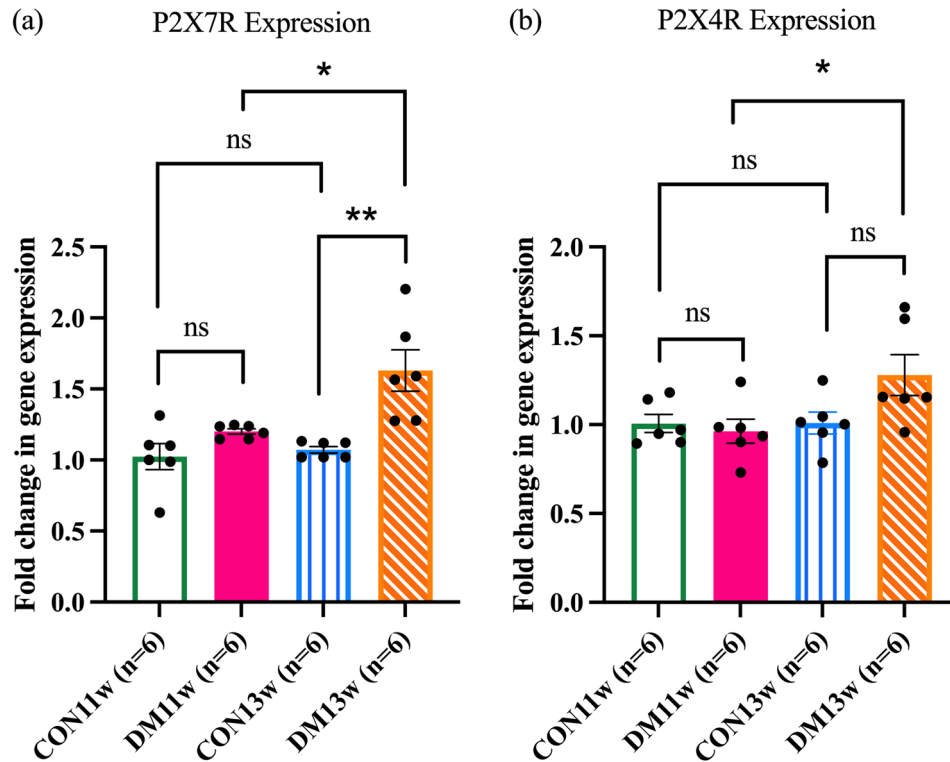 (a)
P2X7R Expression
*
ns
**
ns
Fold change in gene expression
2.5
2.0
1.5
1.0
0.5
0.0
CON11w (n=6)
DM11w (n=6)
CON13w (n=6)
DM13w (n=6)
(b)
P2X4R Expression
*
ns
ns
ns
Fold change in gene expression
2.0
1.5
1.0
0.5
0.0
CON11w (n=6)
DM11w (n=6)
CON13w (n=6)
DM13w (n=6)